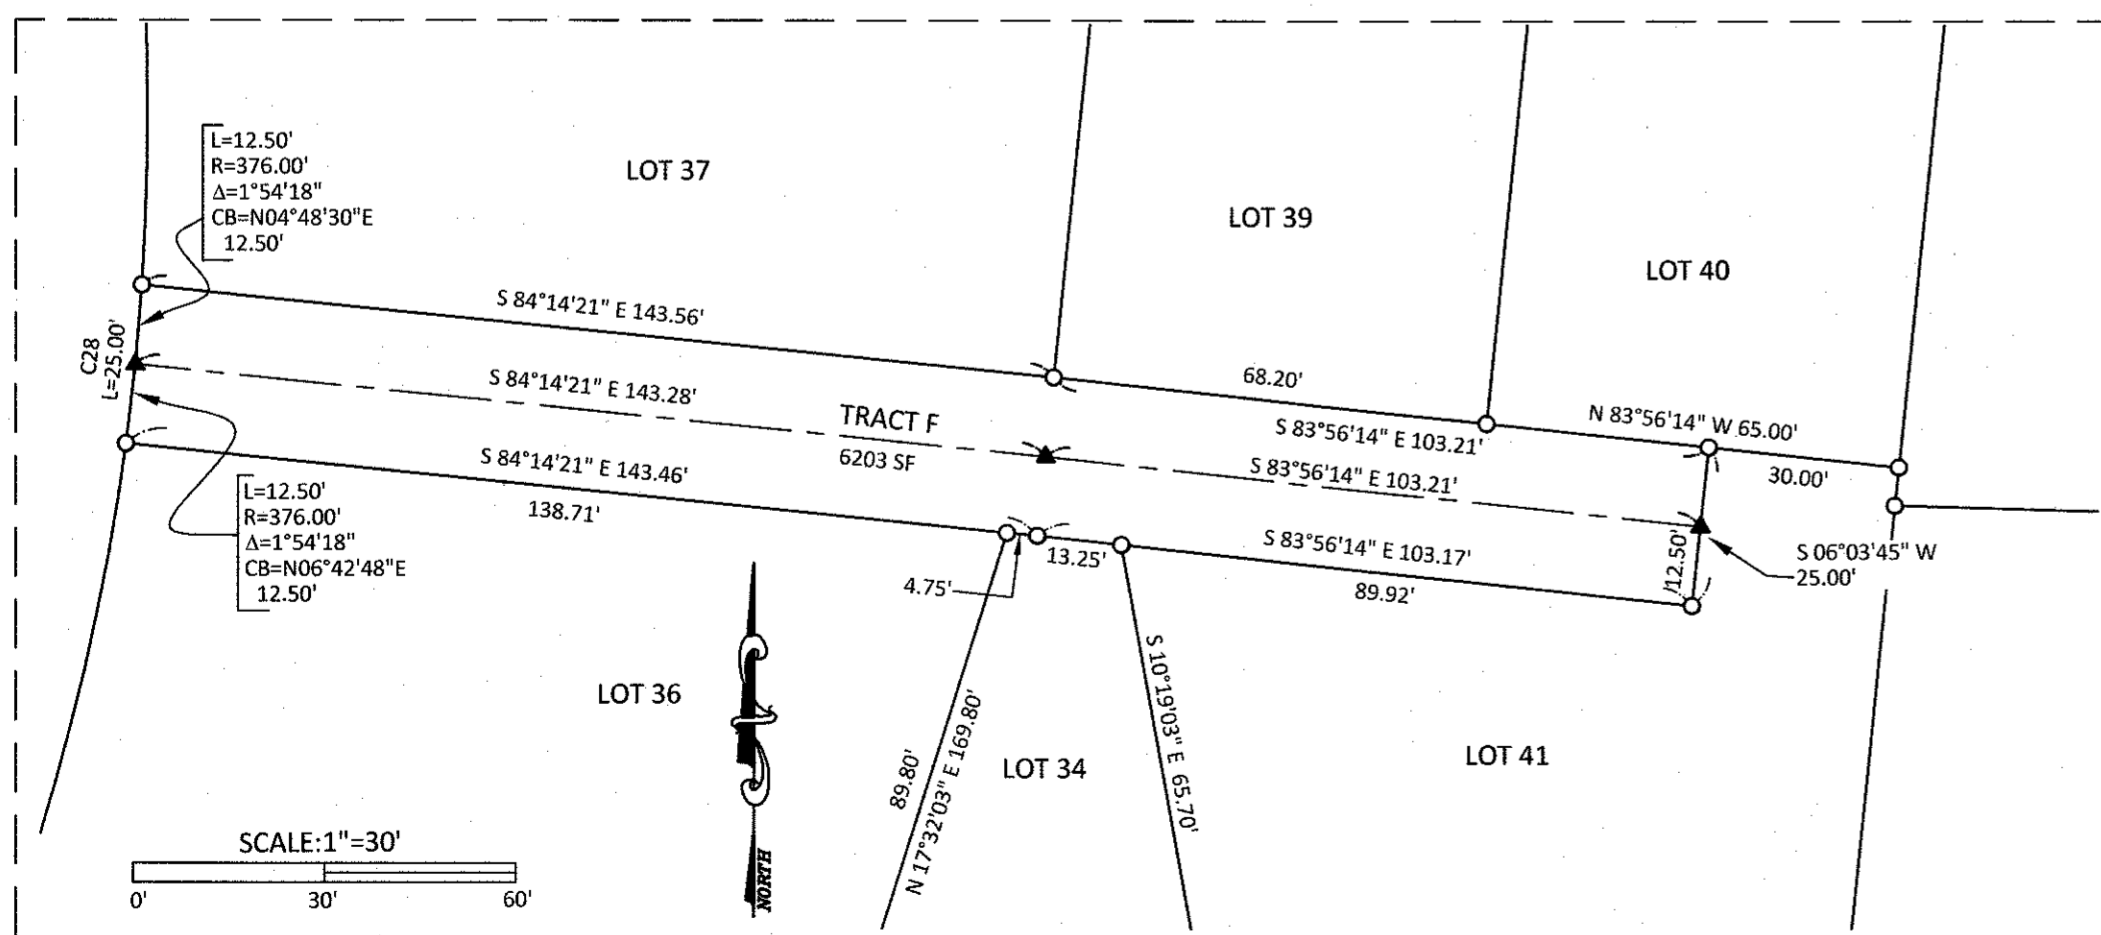 L=12.50'
R=376.00'
Δ=1°54'18"
CB=N04°48'30"E
12.50'
LOT 37
LOT 39
LOT 40
C28
L=25.00'
S 84°14'21" E 143.56'
68.20'
S 83°56'14" E 103.21'
N 83°56'14" W 65.00'
30.00'
S 84°14'21" E 143.28'
TRACT F
6203 SF
S 83°56'14" E 103.21'
S 84°14'21" E 143.46'
138.71'
L=12.50'
R=376.00'
Δ=1°54'18"
CB=N06°42'48"E
12.50'
4.75'
13.25'
S 83°56'14" E 103.17'
89.92'
12.50'
S 06°03'45" W
25.00'
LOT 36
89.80'
N 17°32'03" E 169.80'
LOT 34
S 10°19'03" E 65.70'
LOT 41
SCALE:1"=30'
0' 30' 60'
NORTH